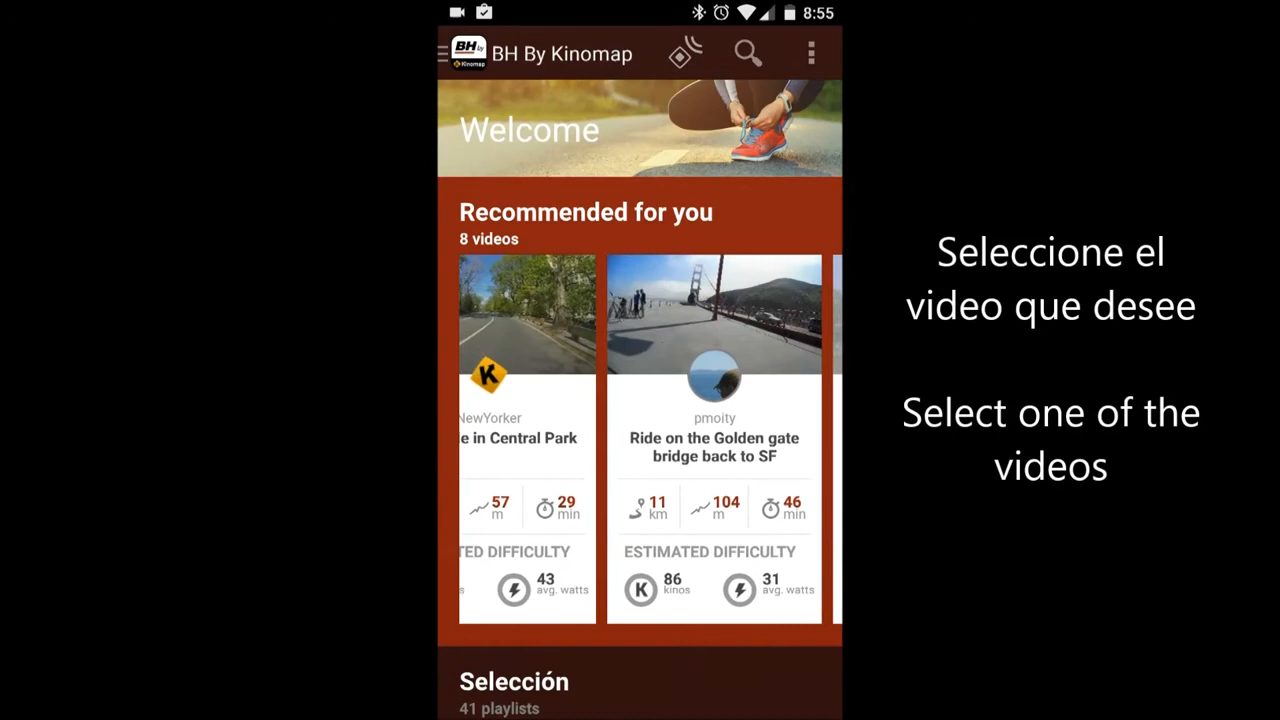 8:55
BH by
Kinomap
BH By Kinomap
Welcome
Recommended for you
8 videos
NewYorker
e in Central Park
57
m
29
min
TED DIFFICULTY
s
43
avg. watts
pmoity
Ride on the Golden gate
bridge back to SF
11
km
104
m
46
min
ESTIMATED DIFFICULTY
K
86
kinos
31
avg. watts
Selección
41 playlists
Seleccione el
video que desee
Select one of the
videos